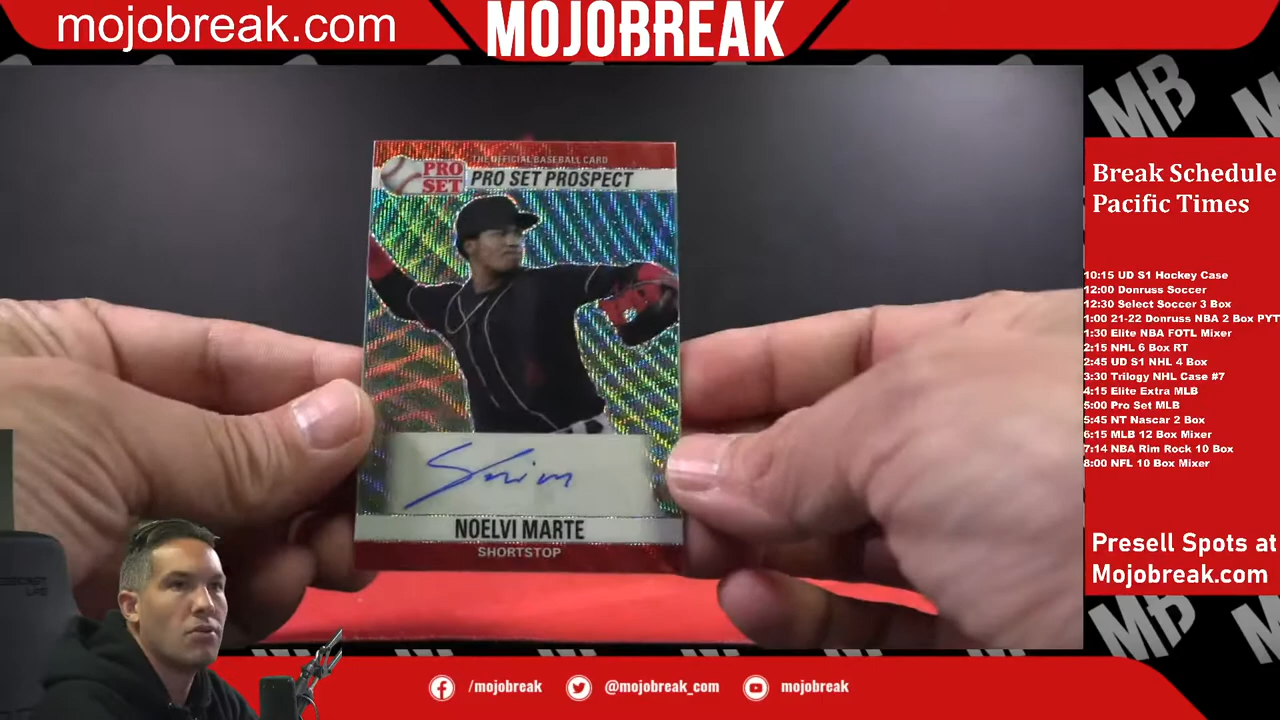 mojobreak.com
MOJOBREAK
MB
THE OFFICIAL BASEBALL CARD
PRO SET
PRO SET PROSPECT
NOELVI MARTE
SHORTSTOP
Break Schedule
Pacific Times
10:15 UD S1 Hockey Case
12:00 Donruss Soccer
12:30 Select Soccer 3 Box
1:00 21-22 Donruss NBA 2 Box PYT
1:30 Elite NBA FOTL Mixer
2:15 NHL 6 Box RT
2:45 UD S1 NHL 4 Box
3:30 Trilogy NHL Case #7
4:15 Elite Extra MLB
5:00 Pro Set MLB
5:45 NT Nascar 2 Box
6:15 MLB 12 Box Mixer
7:14 NBA Rim Rock 10 Box
8:00 NFL 10 Box Mixer
Presell Spots at
Mojobreak.com
MB
/mojobreak
@mojobreak_com
mojobreak